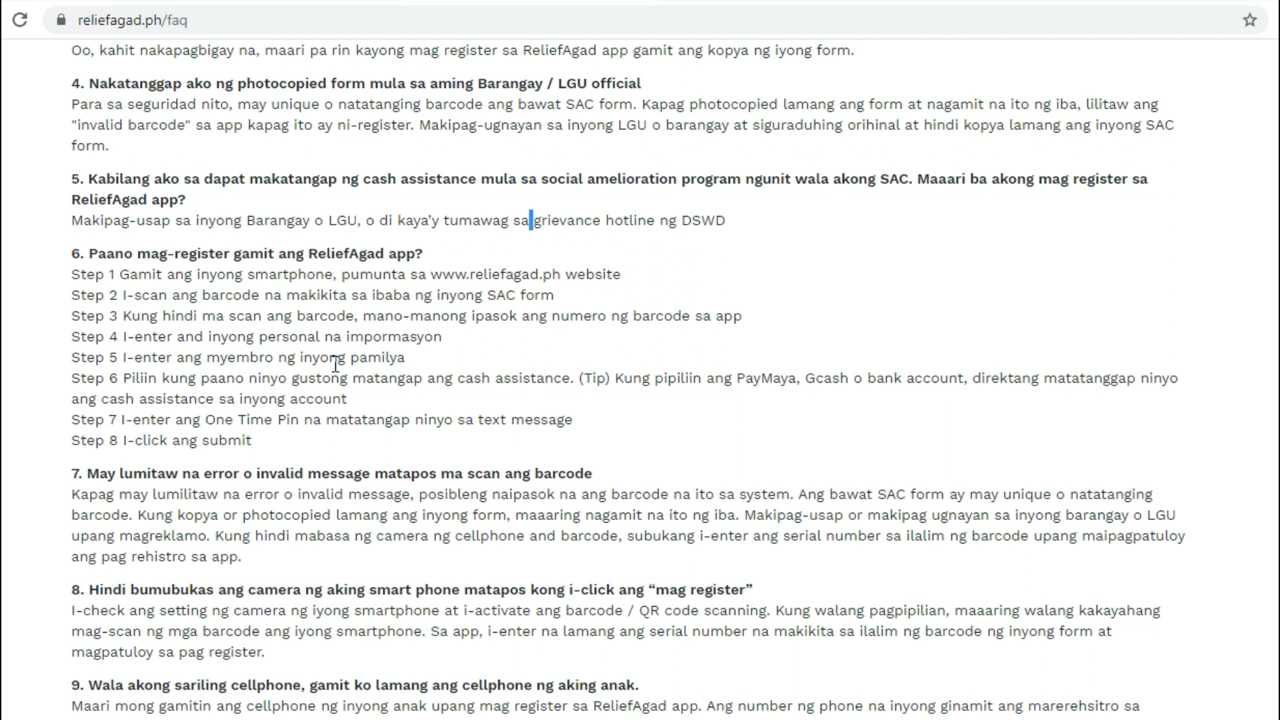 reliefagad.ph/faq
Oo, kahit nakapagbigay na, maari pa rin kayong mag register sa ReliefAgad app gamit ang kopya ng iyong form.
4. Nakatanggap ako ng photocopied form mula sa aming Barangay / LGU official
Para sa seguridad nito, may unique o natatanging barcode ang bawat SAC form. Kapag photocopied lamang ang form at nagamit na ito ng iba, lilitaw ang
"invalid barcode" sa app kapag ito ay ni-register. Makipag-ugnayan sa inyong LGU o barangay at siguraduhing orihinal at hindi kopya lamang ang inyong SAC
form.
5. Kabilang ako sa dapat makatangap ng cash assistance mula sa social amelioration program ngunit wala akong SAC. Maaari ba akong mag register sa
ReliefAgad app?
Makipag-usap sa inyong Barangay o LGU, o di kaya'y tumawag sa grievance hotline ng DSWD
6. Paano mag-register gamit ang ReliefAgad app?
Step 1 Gamit ang inyong smartphone, pumunta sa www.reliefagad.ph website
Step 2 I-scan ang barcode na makikita sa ibaba ng inyong SAC form
Step 3 Kung hindi ma scan ang barcode, mano-manong ipasok ang numero ng barcode sa app
Step 4 I-enter and inyong personal na impormasyon
Step 5 I-enter ang myembro ng inyong pamilya
Step 6 Piliin kung paano ninyo gustong matangap ang cash assistance. (Tip) Kung pipiliin ang PayMaya, Gcash o bank account, direktang matatanggap ninyo
ang cash assistance sa inyong account
Step 7 I-enter ang One Time Pin na matatangap ninyo sa text message
Step 8 I-click ang submit
7. May lumitaw na error o invalid message matapos ma scan ang barcode
Kapag may lumilitaw na error o invalid message, posibleng naipasok na ang barcode na ito sa system. Ang bawat SAC form ay may unique o natatanging
barcode. Kung kopya or photocopied lamang ang inyong form, maaaring nagamit na ito ng iba. Makipag-usap or makipag ugnayan sa inyong barangay o LGU
upang magreklamo. Kung hindi mabasa ng camera ng cellphone and barcode, subukang i-enter ang serial number sa ilalim ng barcode upang maipagpatuloy
ang pag rehistro sa app.
8. Hindi bumubukas ang camera ng aking smart phone matapos kong i-click ang “mag register”
I-check ang setting ng camera ng iyong smartphone at i-activate ang barcode / QR code scanning. Kung walang pagpipilian, maaaring walang kakayahang
mag-scan ng mga barcode ang iyong smartphone. Sa app, i-enter na lamang ang serial number na makikita sa ilalim ng barcode ng inyong form at
magpatuloy sa pag register.
9. Wala akong sariling cellphone, gamit ko lamang ang cellphone ng aking anak.
Maari mong gamitin ang cellphone ng inyong anak upang mag register sa ReliefAgad app. Ang number ng phone na inyong ginamit ang marerehsitro sa